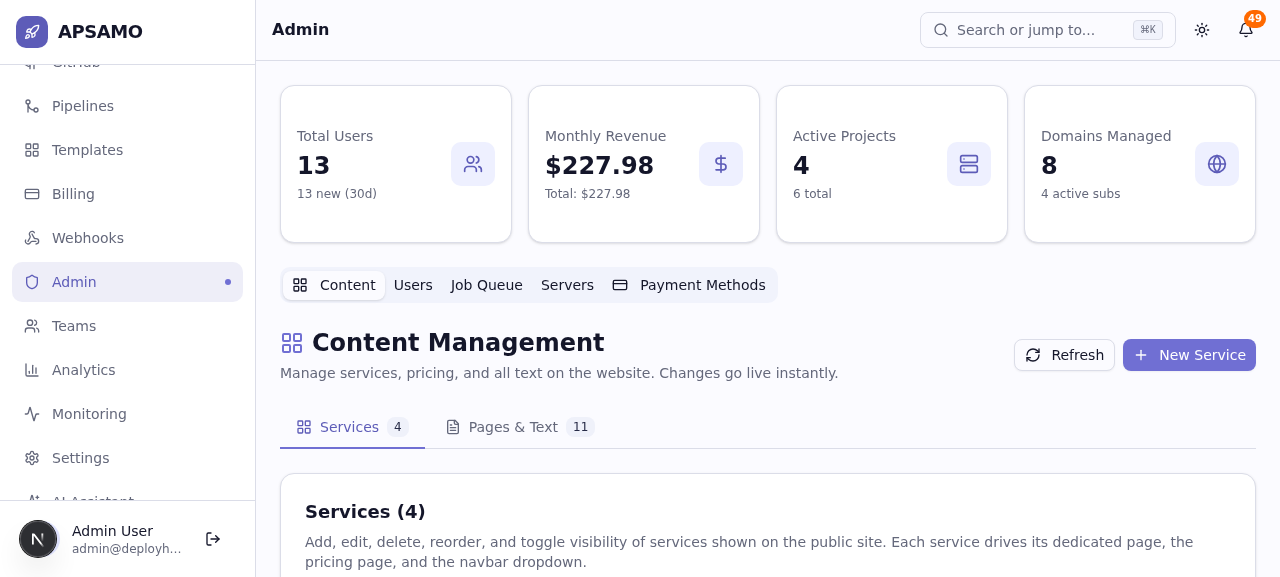 APSAMO
GitHub
Pipelines
Templates
Billing
Webhooks
Admin
Teams
Analytics
Monitoring
Settings
AI Assistant
N
Admin User
admin@deployh...
Admin
Search or jump to...
⌘K
49
Total Users
13
13 new (30d)
Monthly Revenue
$227.98
Total: $227.98
Active Projects
4
6 total
Domains Managed
8
4 active subs
Content Users Job Queue Servers Payment Methods
Content Management
Manage services, pricing, and all text on the website. Changes go live instantly.
Refresh
New Service
Services 4
Pages & Text 11
Services (4)
Add, edit, delete, reorder, and toggle visibility of services shown on the public site. Each service drives its dedicated page, the
pricing page, and the navbar dropdown.